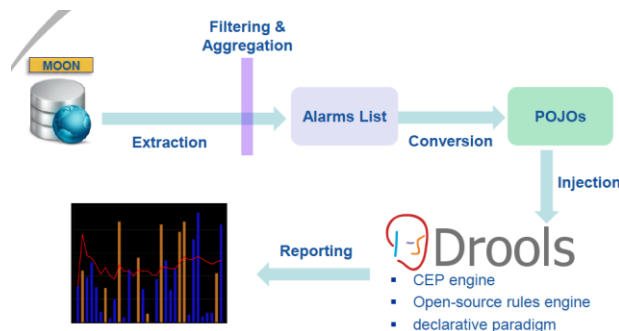 Filtering &
Aggregation
MOON
Extraction
Alarms List
Conversion
POJOs
Injection
Reporting
Drools
▪ CEP engine
▪ Open-source rules engine
▪ declarative paradigm